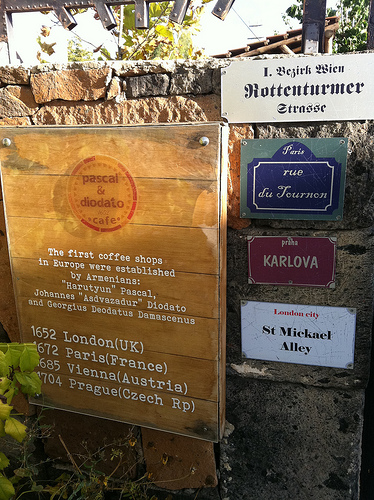 I. Bezirk Wien
Rottenturmer
Strasse
pascal
&
diodato
cafe
Paris
rue
du Tournon
praha
KARLOVA
The first coffee shops
in Europe were established
by Armenians:
"Harutyun" Pascal,
Johannes "Asdvazadur" Diodato
and Georgius Deodatus Damascenus
London city
St Mickael
Alley
1652 London(UK)
1672 Paris(France)
1685 Vienna(Austria)
1704 Prague(Czech Rp)